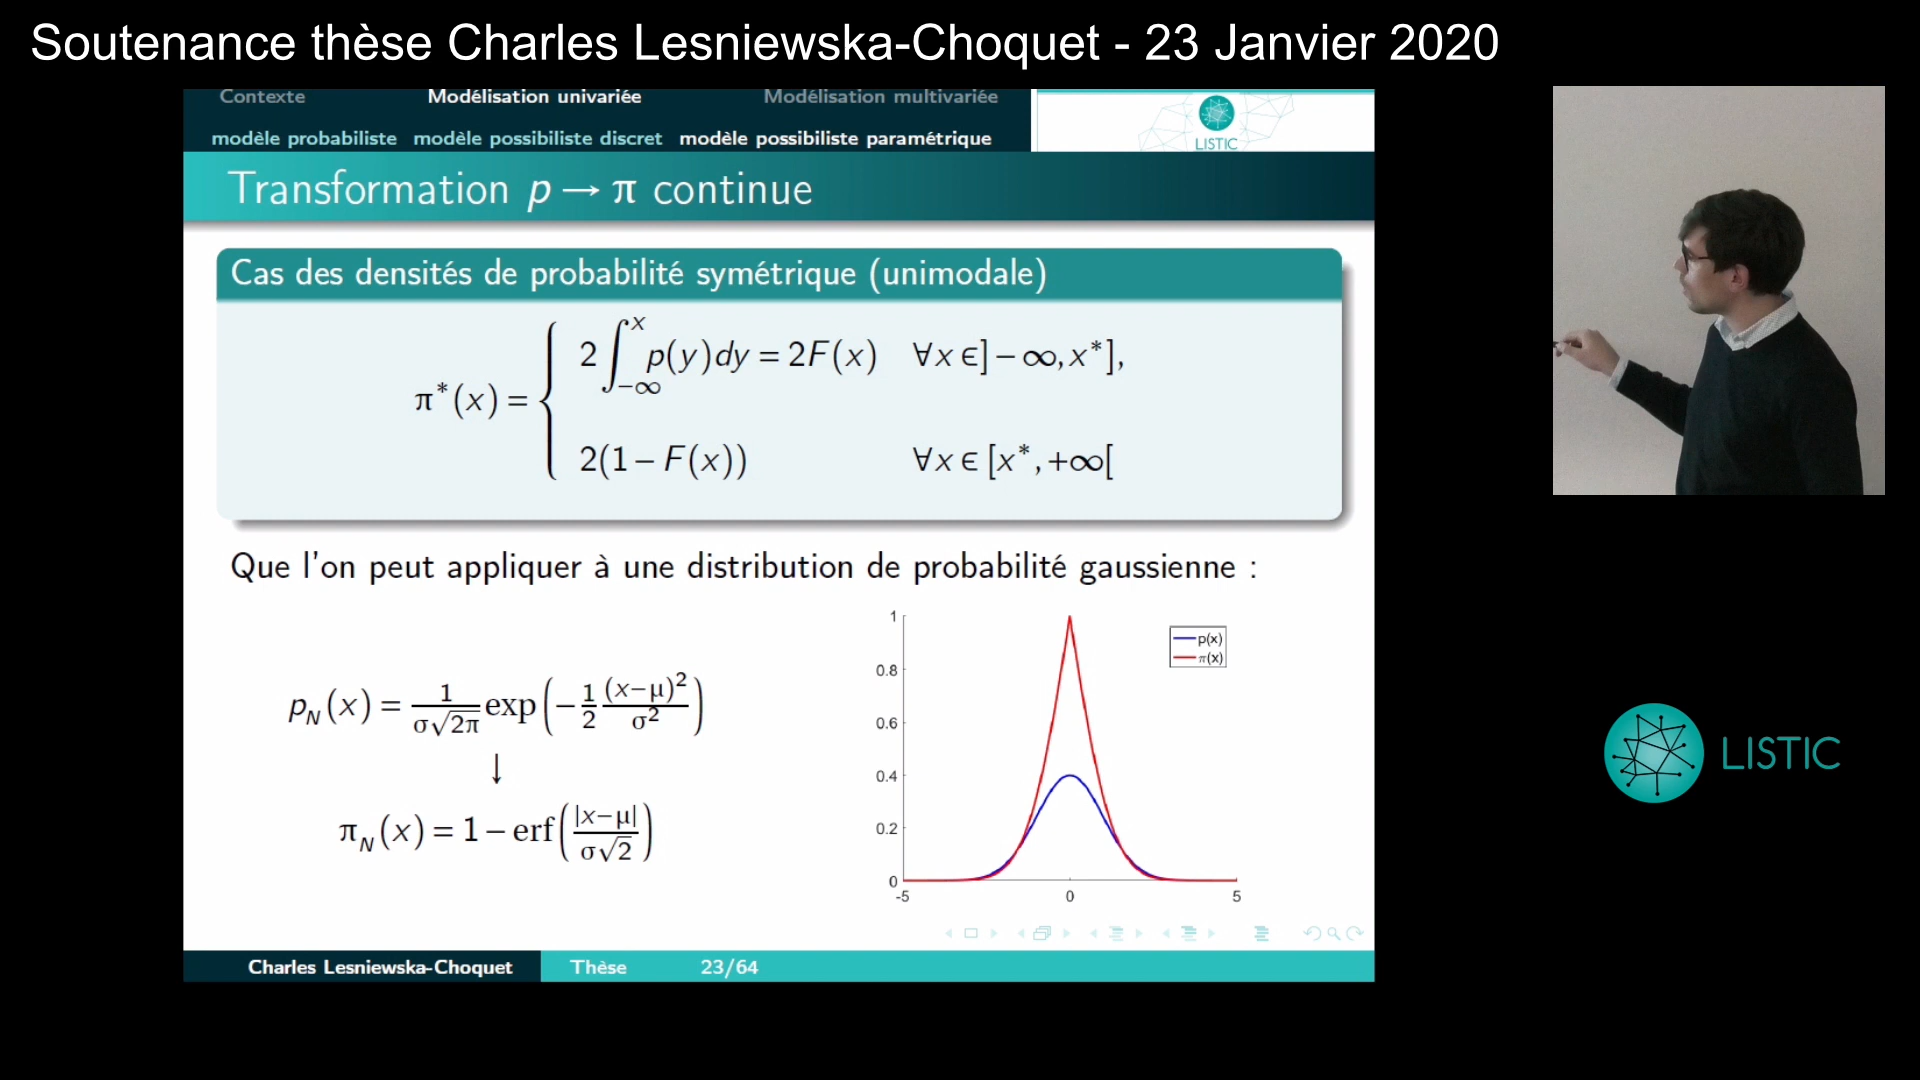 Soutenance thèse Charles Lesniewska-Choquet - 23 Janvier 2020
Contexte Modélisation univariée Modélisation multivariée
modèle probabiliste modèle possibiliste discret modèle possibiliste paramétrique
LISTIC
Transformation p → π continue
Cas des densités de probabilité symétrique (unimodale)
π*(x) = { 2∫_{-∞}^{x} p(y)dy = 2F(x) ∀x ∈]−∞,x*],
2(1−F(x)) ∀x ∈ [x*,+∞[
Que l'on peut appliquer à une distribution de probabilité gaussienne :
p_N(x) = 1/(σ√2π) exp(−1/2 (x−μ)²/σ²)
↓
π_N(x) = 1−erf(|x−μ|/(σ√2))
1
0.8
0.6
0.4
0.2
0
-5 0 5
p(x)
π(x)
LISTIC
Charles Lesniewska-Choquet Thèse 23/64